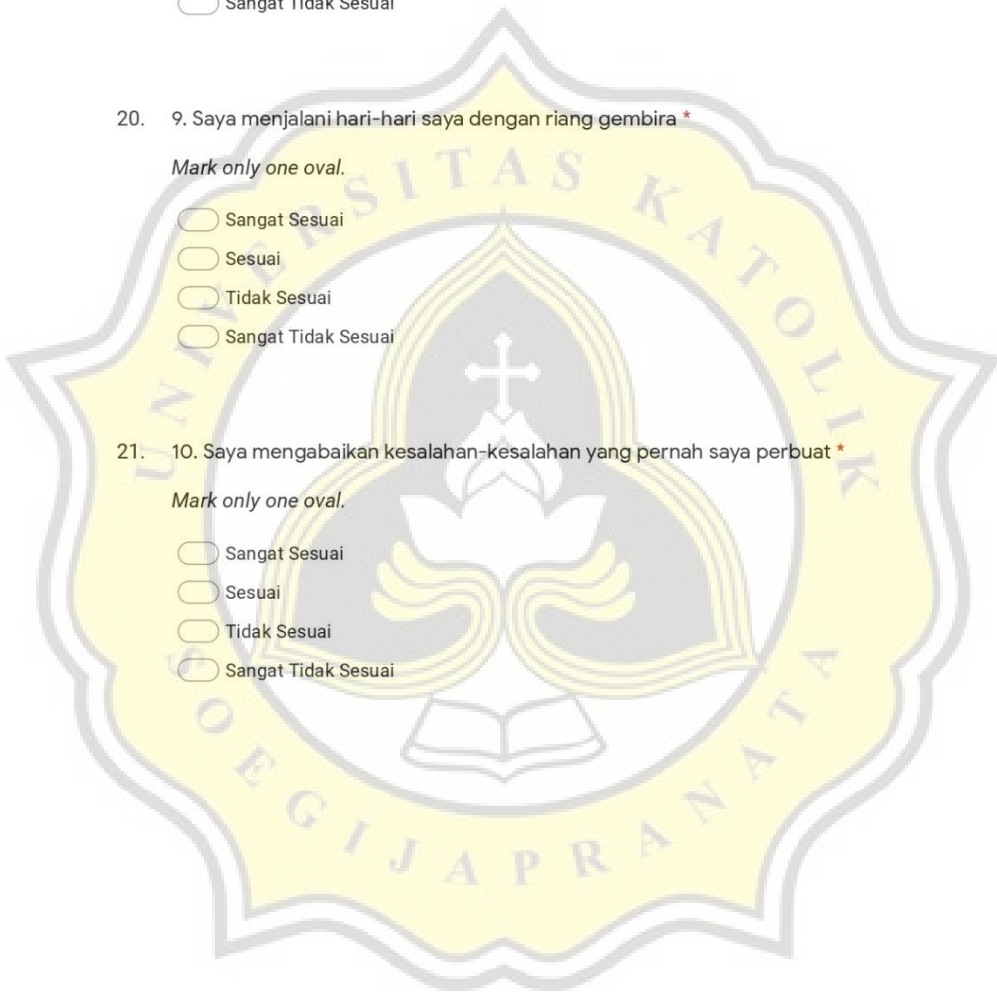 Sangat Tidak Sesuai
20. 9. Saya menjalani hari-hari saya dengan riang gembira *
Mark only one oval.
Sangat Sesuai
Sesuai
Tidak Sesuai
Sangat Tidak Sesuai
21. 10. Saya mengabaikan kesalahan-kesalahan yang pernah saya perbuat *
Mark only one oval.
Sangat Sesuai
Sesuai
Tidak Sesuai
Sangat Tidak Sesuai
UNIVERSITAS KATOLIK
SOEGIJAPRANATA